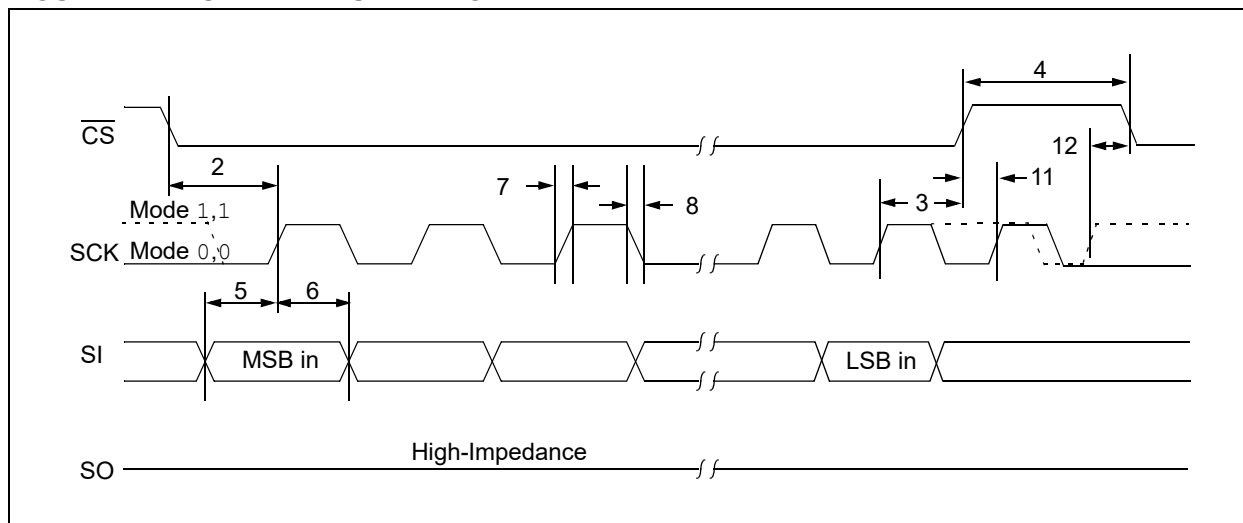 4
CS
12
2
7
11
3
8
Mode 1,1
SCK Mode 0,0
5
6
SI
MSB in
LSB in
High-Impedance
SO